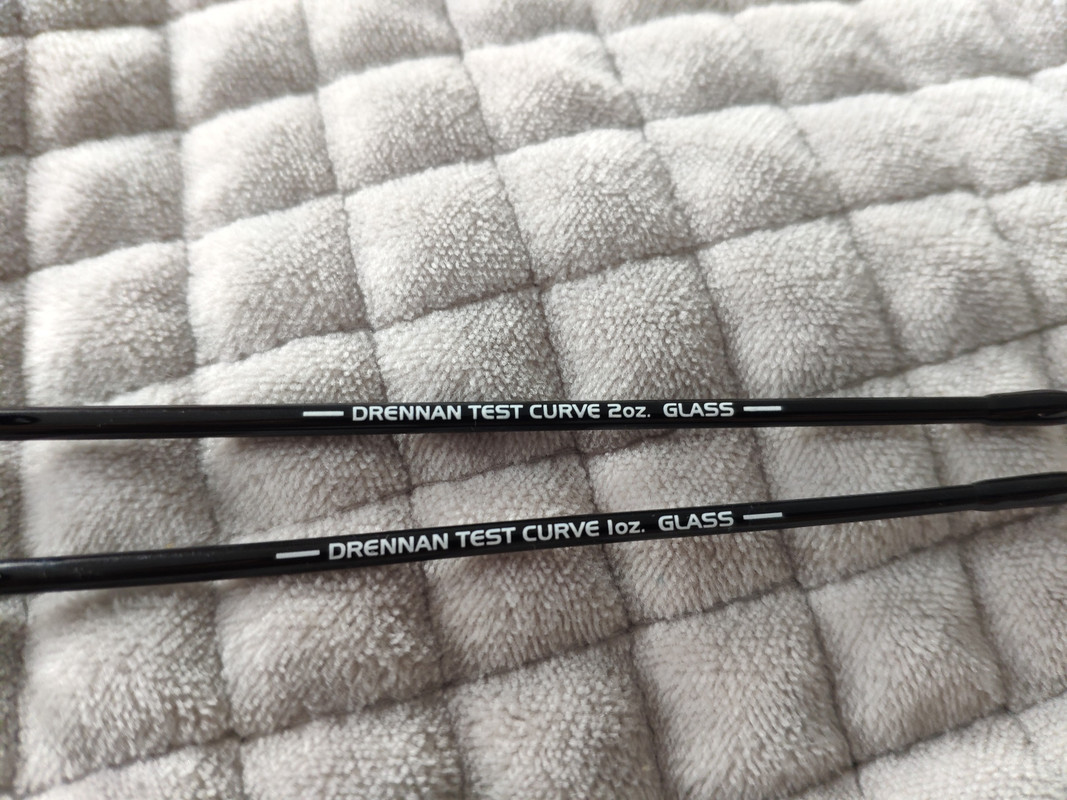 DRENNAN TEST CURVE 2oz. GLASS
DRENNAN TEST CURVE 1oz. GLASS